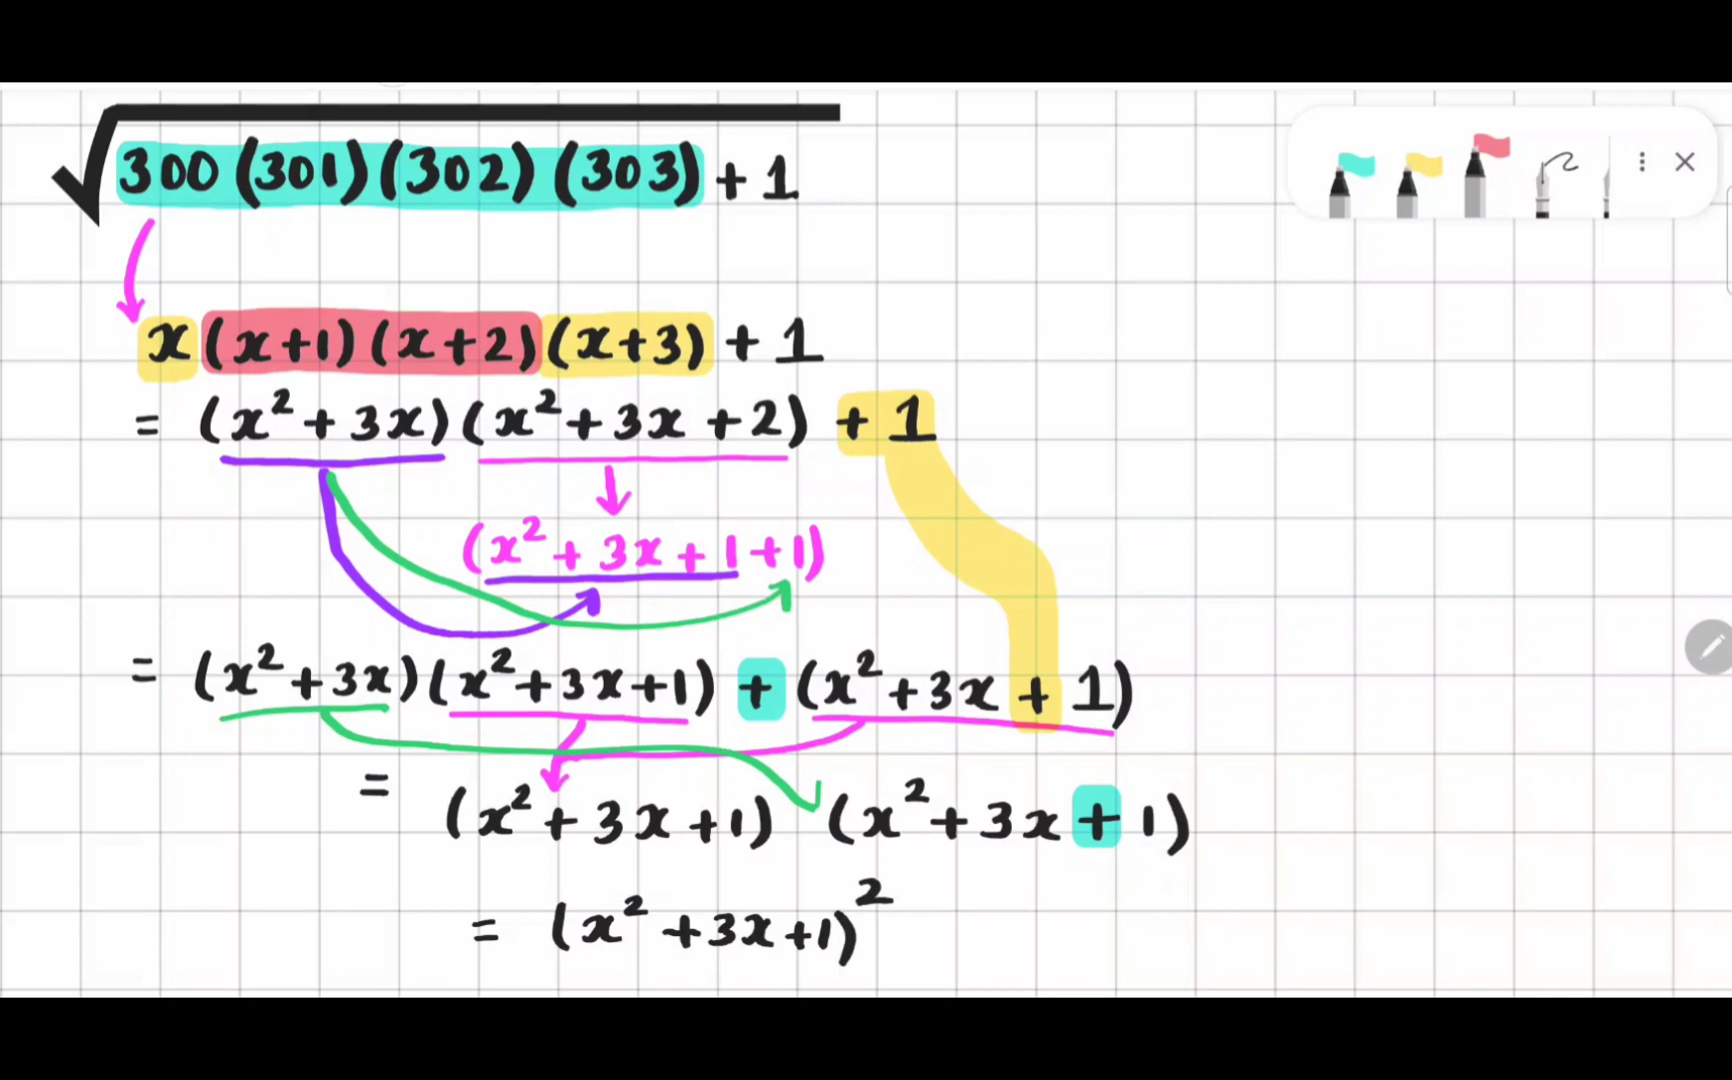 √300(301)(302)(303) + 1
x(x+1)(x+2)(x+3) + 1
= (x² + 3x)(x² + 3x + 2) + 1
(x² + 3x + 1 + 1)
= (x² + 3x)(x² + 3x + 1) + (x² + 3x + 1)
= (x² + 3x + 1) (x² + 3x + 1)
= (x² + 3x + 1)²